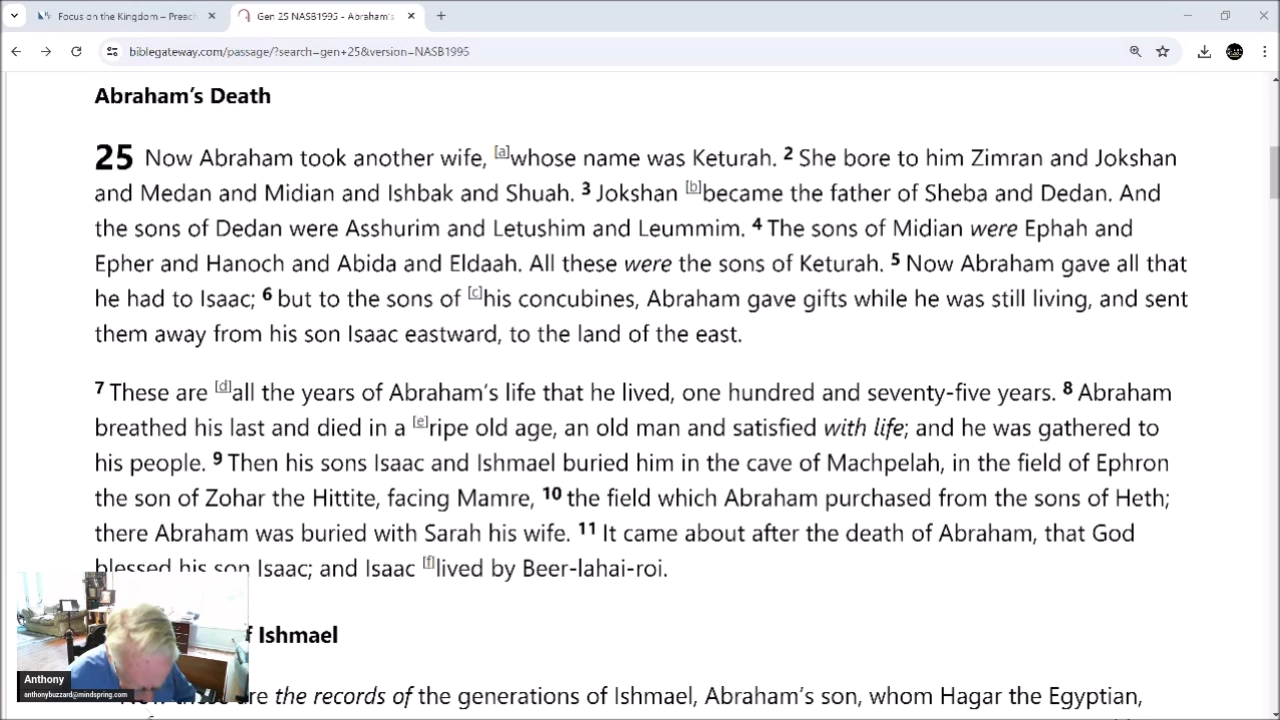 Focus on the Kingdom – Preach
Gen 25 NASB1995 - Abraham's
biblegateway.com/passage/?search=gen+25&version=NASB1995
Abraham's Death
25 Now Abraham took another wife, [a]whose name was Keturah. 2 She bore to him Zimran and Jokshan
and Medan and Midian and Ishbak and Shuah. 3 Jokshan [b]became the father of Sheba and Dedan. And
the sons of Dedan were Asshurim and Letushim and Leummim. 4 The sons of Midian were Ephah and
Epher and Hanoch and Abida and Eldaah. All these were the sons of Keturah. 5 Now Abraham gave all that
he had to Isaac; 6 but to the sons of [c]his concubines, Abraham gave gifts while he was still living, and sent
them away from his son Isaac eastward, to the land of the east.
7 These are [d]all the years of Abraham's life that he lived, one hundred and seventy-five years. 8 Abraham
breathed his last and died in a [e]ripe old age, an old man and satisfied with life; and he was gathered to
his people. 9 Then his sons Isaac and Ishmael buried him in the cave of Machpelah, in the field of Ephron
the son of Zohar the Hittite, facing Mamre, 10 the field which Abraham purchased from the sons of Heth;
there Abraham was buried with Sarah his wife. 11 It came about after the death of Abraham, that God
blessed his son Isaac; and Isaac [f]lived by Beer-lahai-roi.
Ishmael
are the records of the generations of Ishmael, Abraham's son, whom Hagar the Egyptian,
Anthony
anthonybuzzard@mindspring.com